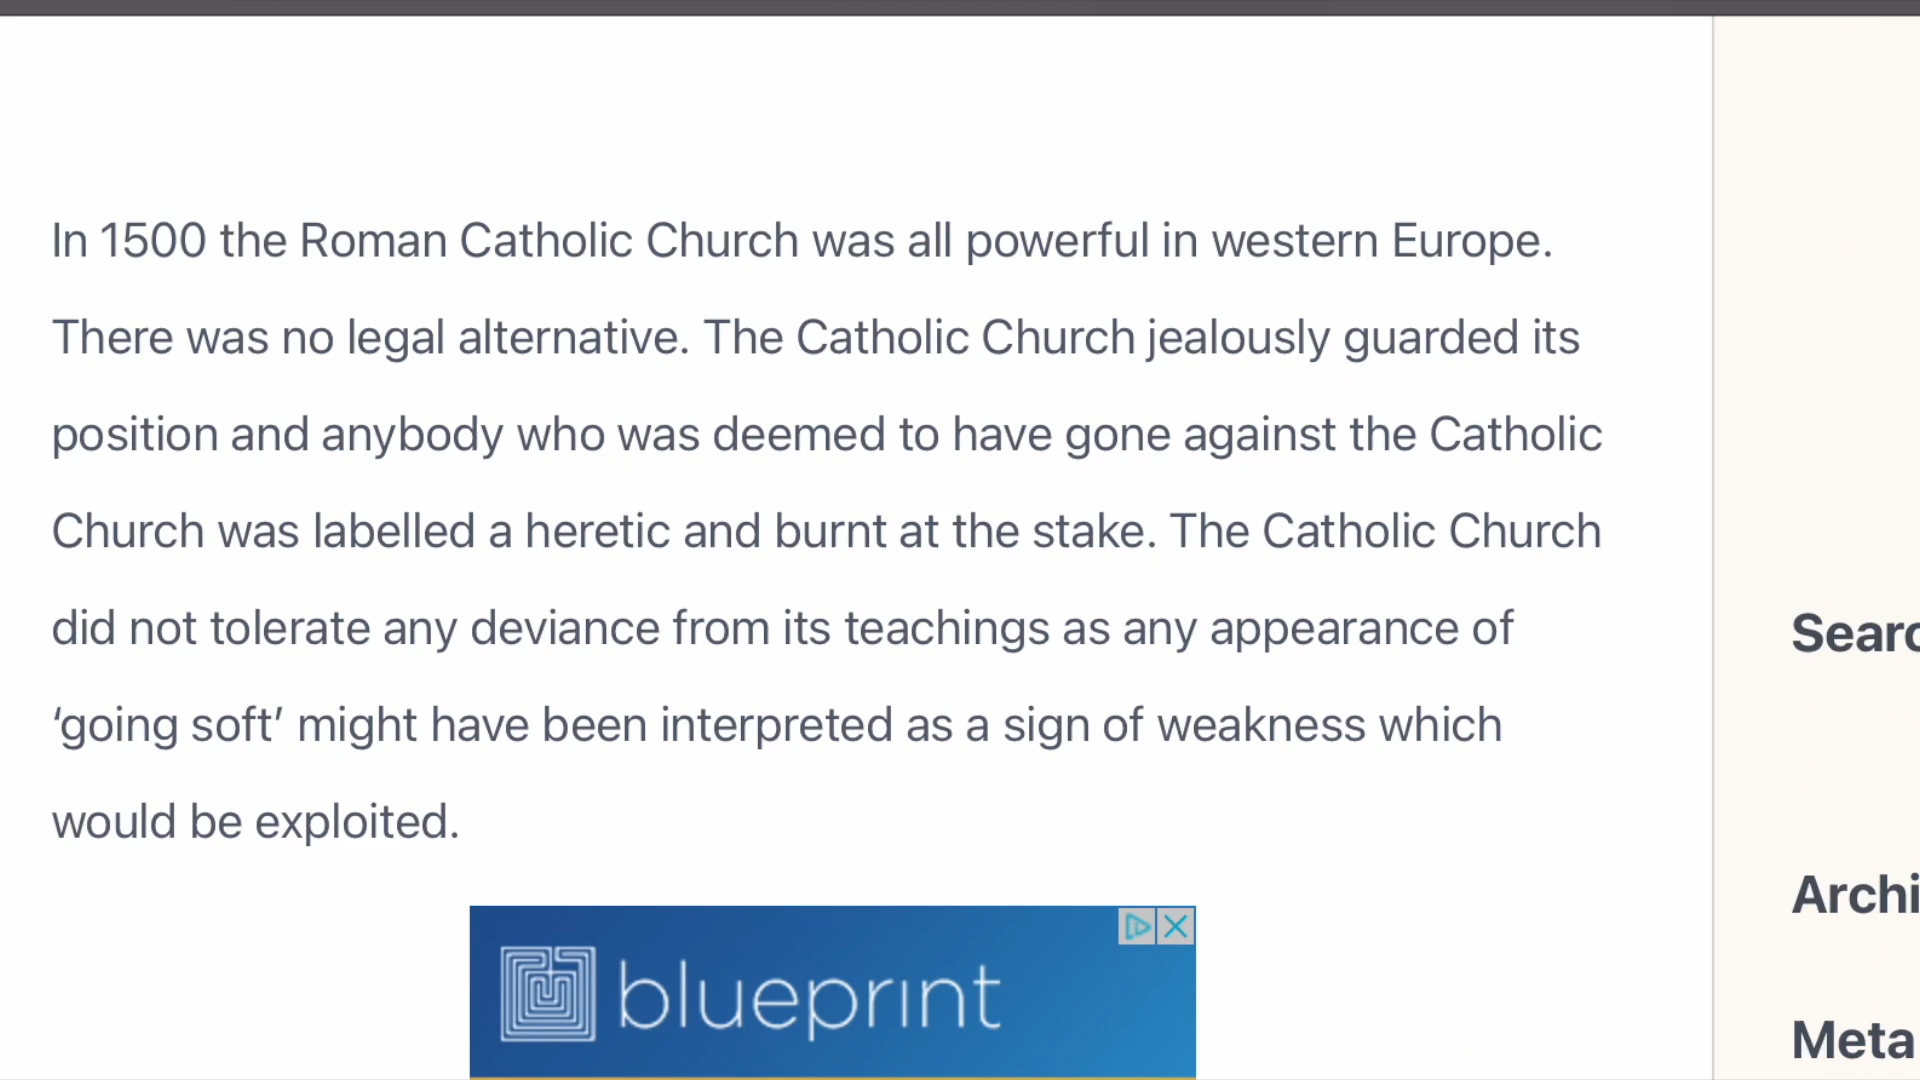 In 1500 the Roman Catholic Church was all powerful in western Europe.
There was no legal alternative. The Catholic Church jealously guarded its
position and anybody who was deemed to have gone against the Catholic
Church was labelled a heretic and burnt at the stake. The Catholic Church
did not tolerate any deviance from its teachings as any appearance of
‘going soft’ might have been interpreted as a sign of weakness which
would be exploited.
blueprint
Meta